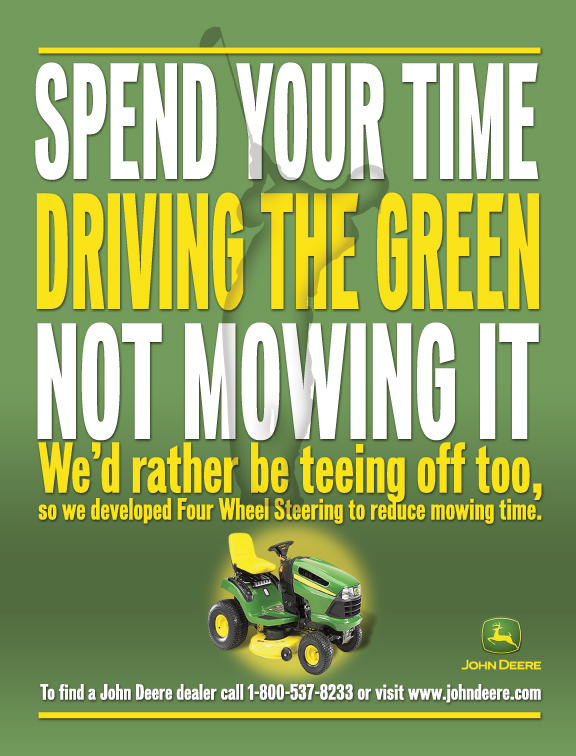 SPEND YOUR TIME
DRIVING THE GREEN
NOT MOWING IT
We'd rather be teeing off too,
so we developed Four Wheel Steering to reduce mowing time.
JOHN DEERE
To find a John Deere dealer call 1-800-537-8233 or visit www.johndeere.com